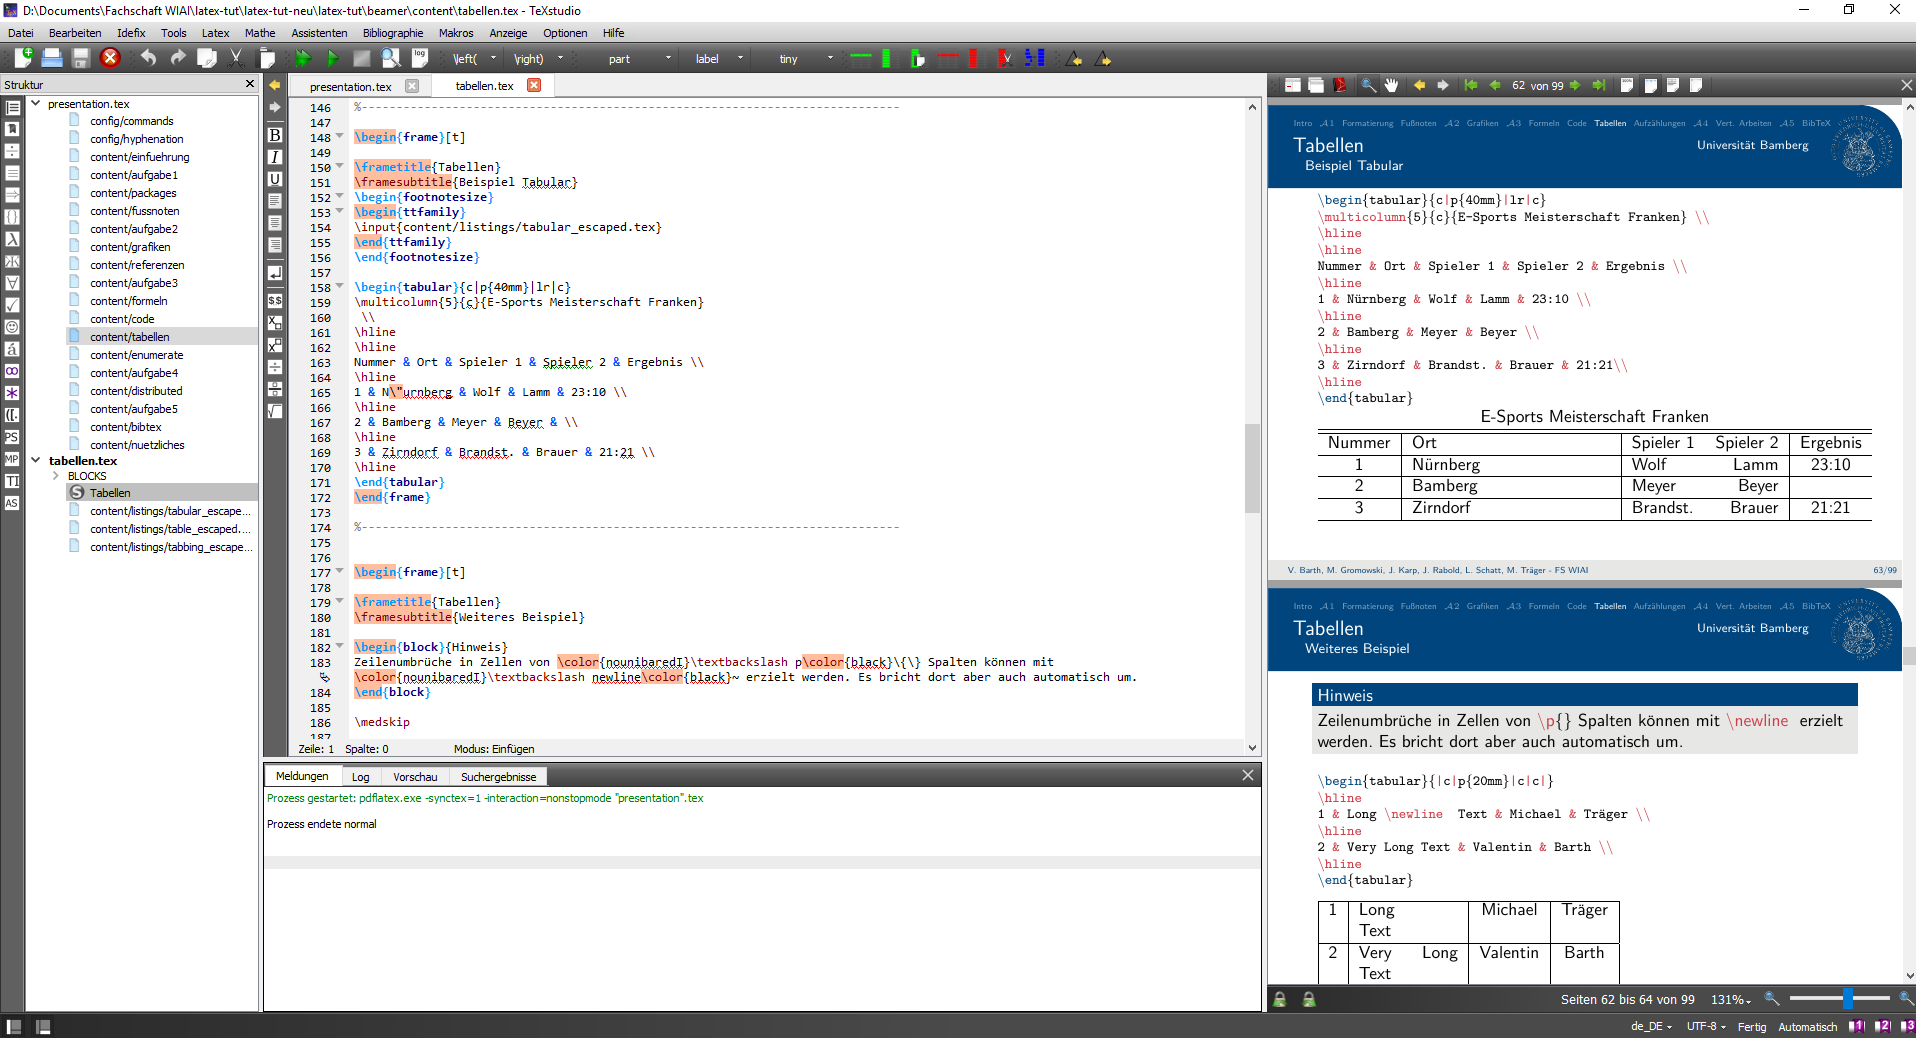 D:\Documents\Fachschaft WIAI\latex-tut\latex-tut-neu\latex-tut\beamer\content\tabellen.tex - TeXstudio
Datei Bearbeiten Idefix Tools Latex Mathe Assistenten Bibliographie Makros Anzeige Optionen Hilfe
\left( \right) part label tiny
Struktur
presentation.tex
config/commands
config/hyphenation
content/einfuehrung
content/aufgabe1
content/packages
content/fussnoten
content/aufgabe2
content/grafiken
content/referenzen
content/aufgabe3
content/formeln
content/code
content/tabellen
content/enumerate
content/aufgabe4
content/distributed
content/aufgabe5
content/bibtex
content/nuetzliches
tabellen.tex
BLOCKS
Tabellen
content/listings/tabular_escape...
content/listings/table_escaped....
content/listings/tabbing_escape...
presentation.tex tabellen.tex
146 %-----------------------------------------------------------------------------
147
148 \begin{frame}[t]
149
150 \frametitle{Tabellen}
151 \framesubtitle{Beispiel Tabular}
152 \begin{footnotesize}
153 \begin{ttfamily}
154 \input{content/listings/tabular_escaped.tex}
155 \end{ttfamily}
156 \end{footnotesize}
157
158 \begin{tabular}{c|p{40mm}|lr|c}
159 \multicolumn{5}{c}{E-Sports Meisterschaft Franken}
160 \\
161 \hline
162 \hline
163 Nummer & Ort & Spieler 1 & Spieler 2 & Ergebnis \\
164 \hline
165 1 & N\"urnberg & Wolf & Lamm & 23:10 \\
166 \hline
167 2 & Bamberg & Meyer & Beyer & \\
168 \hline
169 3 & Zirndorf & Brandst. & Brauer & 21:21 \\
170 \hline
171 \end{tabular}
172 \end{frame}
173
174 %-----------------------------------------------------------------------------
175
176
177 \begin{frame}[t]
178
179 \frametitle{Tabellen}
180 \framesubtitle{Weiteres Beispiel}
181
182 \begin{block}{Hinweis}
183 Zeilenumbrüche in Zellen von \color{nounibaredI}\textbackslash p\color{black}\{\} Spalten können mit
\color{nounibaredI}\textbackslash newline\color{black}~ erzielt werden. Es bricht dort aber auch automatisch um.
184 \end{block}
185
186 \medskip
187
Zeile: 1 Spalte: 0 Modus: Einfügen
Meldungen Log Vorschau Suchergebnisse
Prozess gestartet: pdflatex.exe -synctex=1 -interaction=nonstopmode "presentation".tex
Prozess endete normal
62 von 99
Intro A1 Formatierung Fußnoten A2 Grafiken A3 Formeln Code Tabellen Aufzählungen A4 Vert. Arbeiten A5 BibTeX
Tabellen
Universität Bamberg
Beispiel Tabular
\begin{tabular}{c|p{40mm}|lr|c}
\multicolumn{5}{c}{E-Sports Meisterschaft Franken} \\
\hline
\hline
Nummer & Ort & Spieler 1 & Spieler 2 & Ergebnis \\
\hline
1 & Nürnberg & Wolf & Lamm & 23:10 \\
\hline
2 & Bamberg & Meyer & Beyer \\
\hline
3 & Zirndorf & Brandst. & Brauer & 21:21\\
\hline
\end{tabular}
E-Sports Meisterschaft Franken
Nummer Ort Spieler 1 Spieler 2 Ergebnis
1 Nürnberg Wolf Lamm 23:10
2 Bamberg Meyer Beyer
3 Zirndorf Brandst. Brauer 21:21
V. Barth, M. Gromowski, J. Karp, J. Rabold, L. Schatt, M. Träger - FS WIAI 63/99
Intro A1 Formatierung Fußnoten A2 Grafiken A3 Formeln Code Tabellen Aufzählungen A4 Vert. Arbeiten A5 BibTeX
Tabellen
Universität Bamberg
Weiteres Beispiel
Hinweis
Zeilenumbrüche in Zellen von \p{} Spalten können mit \newline erzielt
werden. Es bricht dort aber auch automatisch um.
\begin{tabular}{|c|p{20mm}|c|c|}
\hline
1 & Long \newline Text & Michael & Träger \\
\hline
2 & Very Long Text & Valentin & Barth \\
\hline
\end{tabular}
1 Long Michael Träger
Text
2 Very Long Valentin Barth
Text
Seiten 62 bis 64 von 99 131%
de_DE UTF-8 Fertig Automatisch 1 2 3